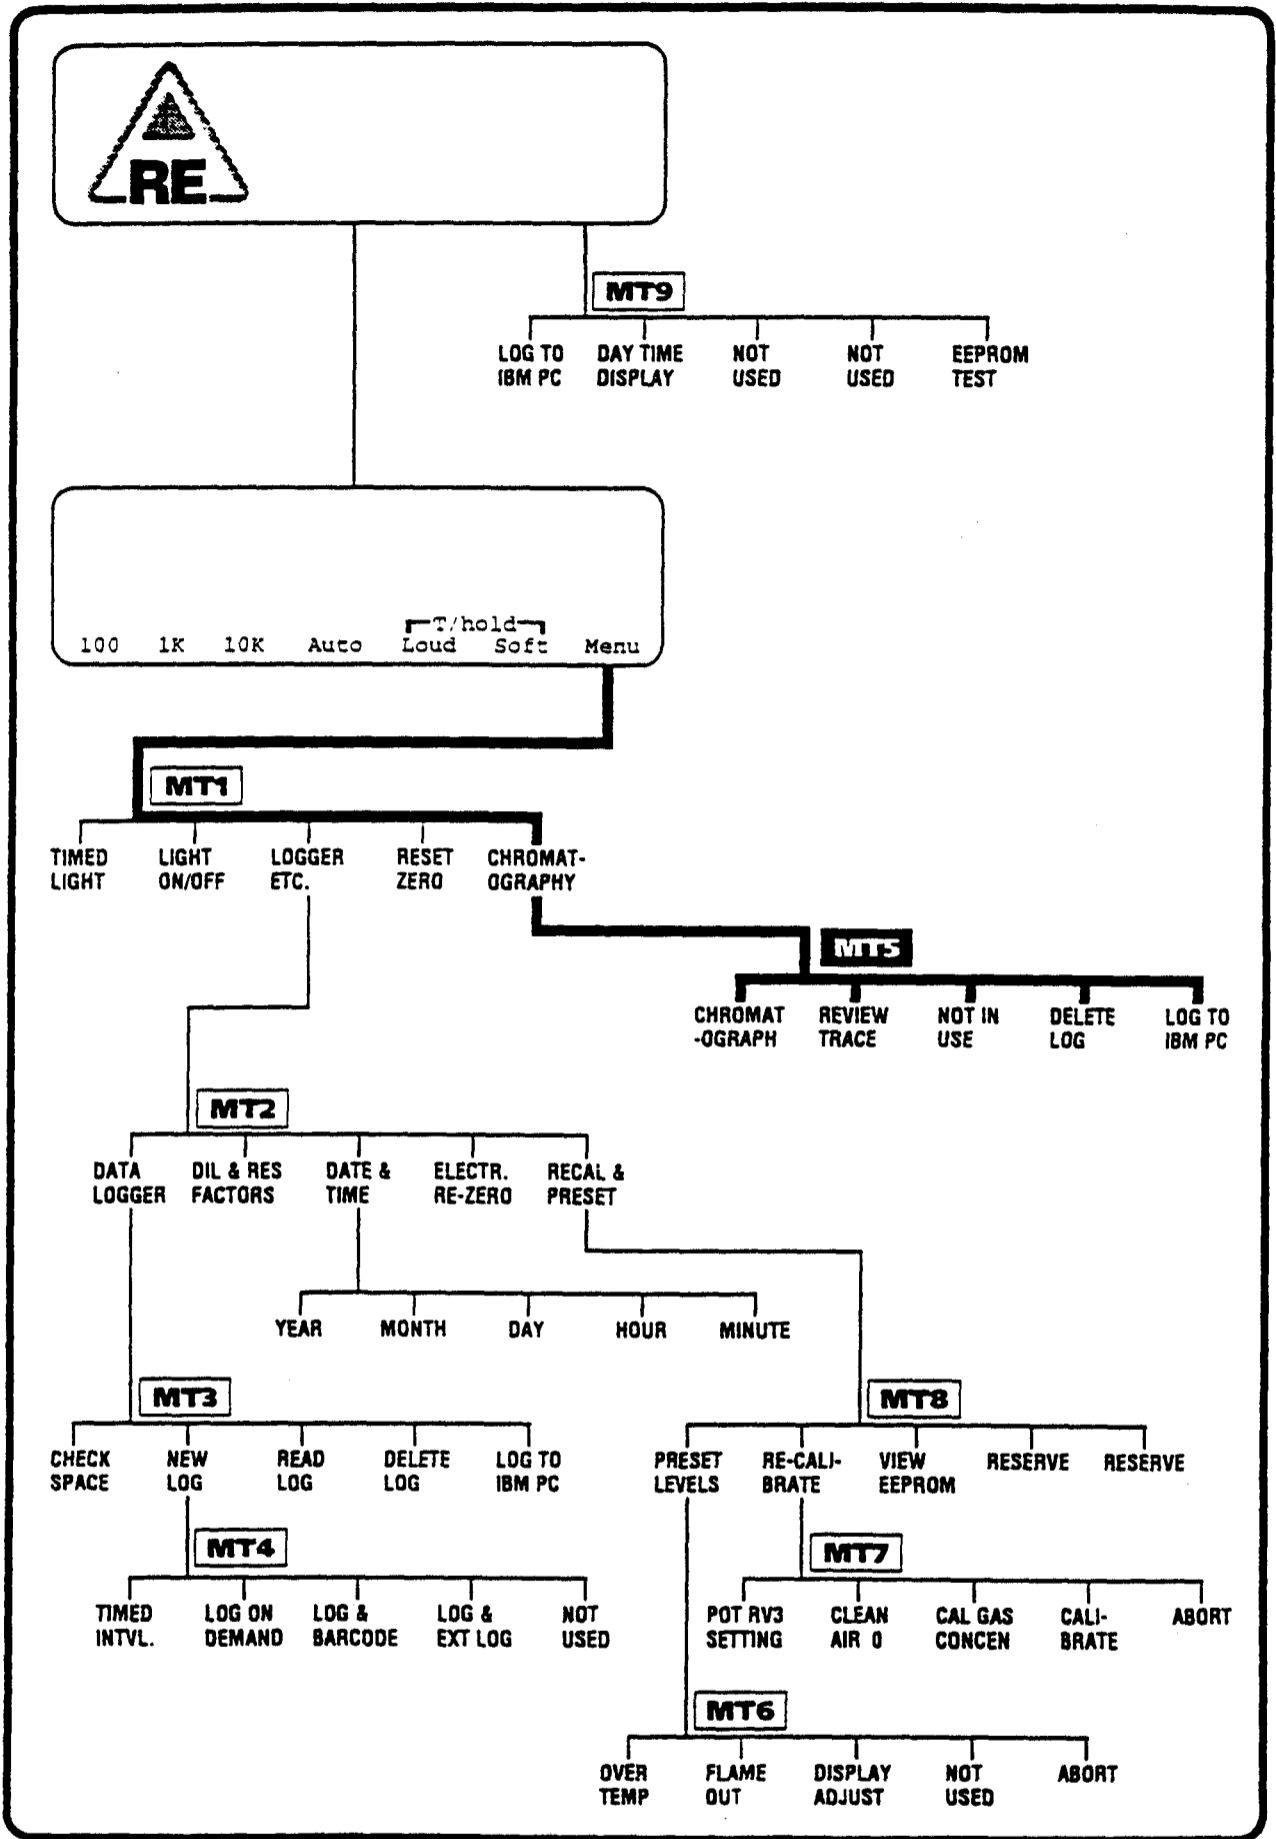 RE
MT9
LOG TO IBM PC
DAY TIME DISPLAY
NOT USED
NOT USED
EEPROM TEST
T/hold
100 1K 10K Auto Loud Soft Menu
MT1
TIMED LIGHT
LIGHT ON/OFF
LOGGER ETC.
RESET ZERO
CHROMAT-
OGRAPHY
MT5
CHROMAT
-OGRAPH
REVIEW TRACE
NOT IN USE
DELETE LOG
LOG TO IBM PC
MT2
DATA LOGGER
DIL & RES FACTORS
DATE & TIME
ELECTR. RE-ZERO
RECAL & PRESET
YEAR MONTH DAY HOUR MINUTE
MT3
CHECK SPACE
NEW LOG
READ LOG
DELETE LOG
LOG TO IBM PC
MT8
PRESET LEVELS
RE-CALI-
BRATE
VIEW EEPROM
RESERVE
RESERVE
MT4
TIMED INTVL.
LOG ON DEMAND
LOG & BARCODE
LOG & EXT LOG
NOT USED
MT7
POT RV3 SETTING
CLEAN AIR 0
CAL GAS CONCEN
CALI-
BRATE
ABORT
MT6
OVER TEMP
FLAME OUT
DISPLAY ADJUST
NOT USED
ABORT